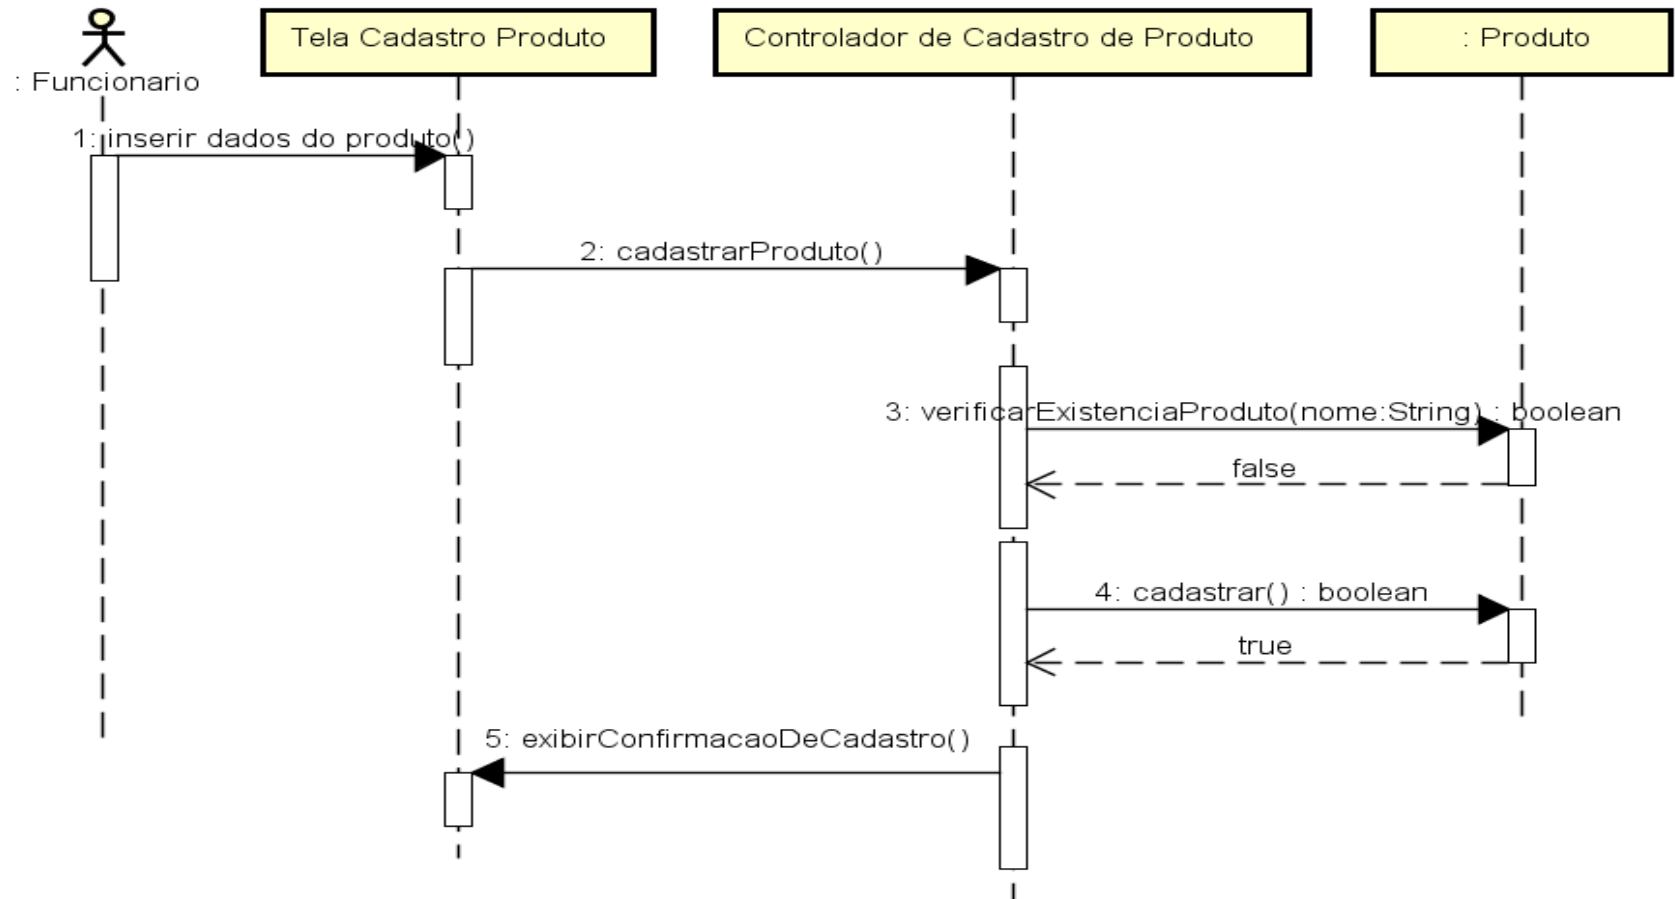 : Funcionario
Tela Cadastro Produto
Controlador de Cadastro de Produto
: Produto
1: inserir dados do produto()
2: cadastrarProduto()
3: verificarExistenciaProduto(nome:String) : boolean
false
4: cadastrar() : boolean
true
5: exibirConfirmacaoDeCadastro()